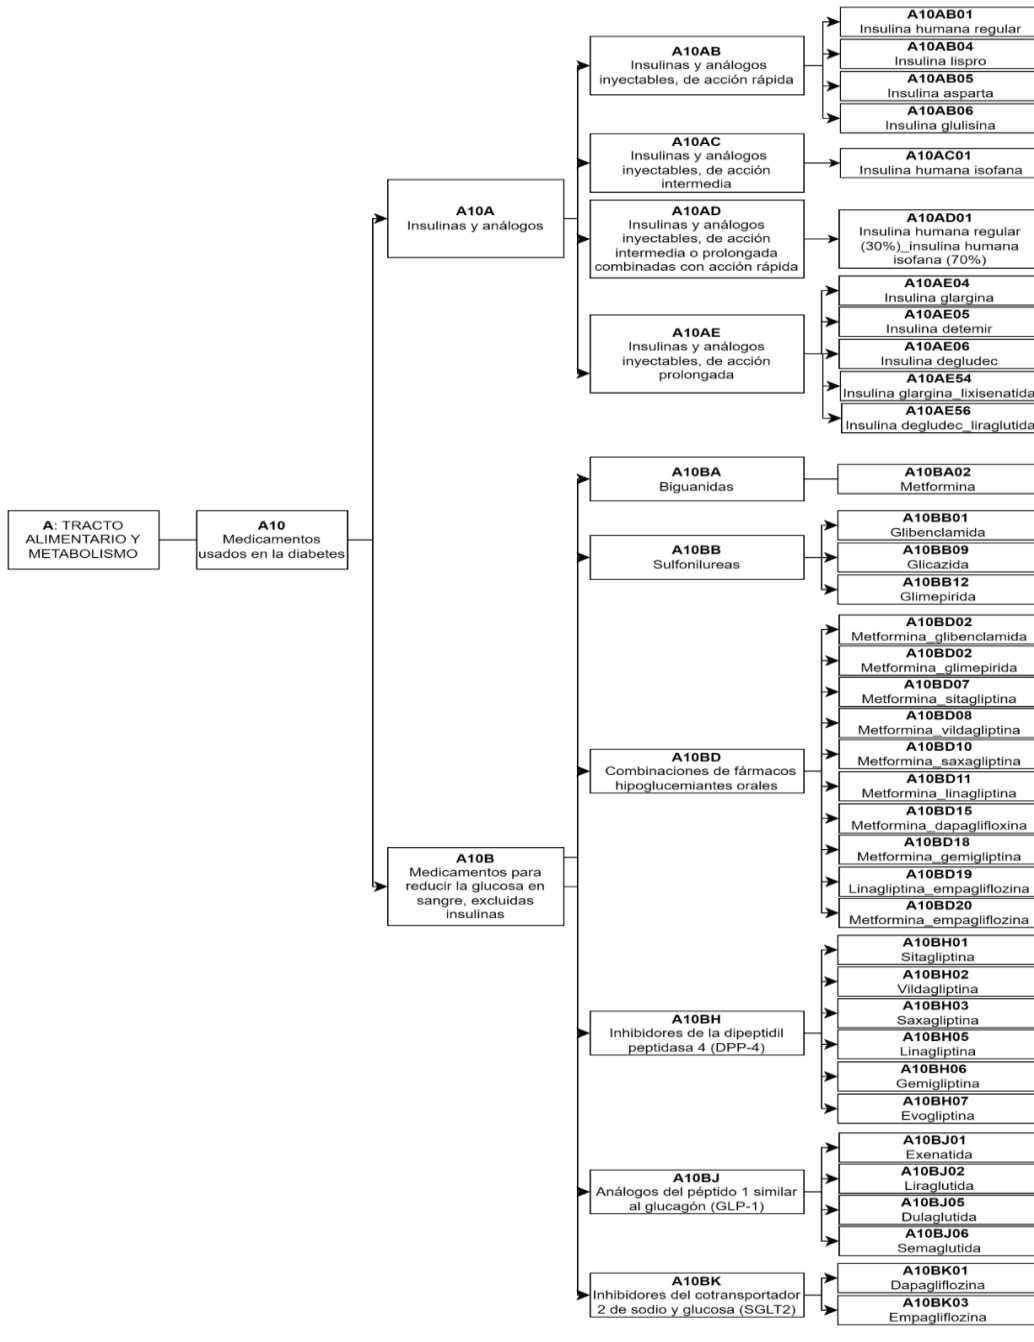 A: TRACTO
ALIMENTARIO Y
METABOLISMO
A10
Medicamentos
usados en la diabetes
A10A
Insulinas y análogos
A10AB
Insulinas y análogos
inyectables, de acción rápida
A10AB01
Insulina humana regular
A10AB04
Insulina lispro
A10AB05
Insulina asparta
A10AB06
Insulina glulisina
A10AC
Insulinas y análogos
inyectables, de acción
intermedia
A10AC01
Insulina humana isofana
A10AD
Insulinas y análogos
inyectables, de acción
intermedia o prolongada
combinadas con acción rápida
A10AD01
Insulina humana regular
(30%)_insulina humana
isofana (70%)
A10AE
Insulinas y análogos
inyectables, de acción
prolongada
A10AE04
Insulina glargina
A10AE05
Insulina detemir
A10AE06
Insulina degludec
A10AE54
Insulina glargina_lixisenatida
A10AE56
Insulina degludec_liraglutida
A10B
Medicamentos para
reducir la glucosa en
sangre, excluidas
insulinas
A10BA
Biguanidas
A10BA02
Metformina
A10BB
Sulfonilureas
A10BB01
Glibenclamida
A10BB09
Glicazida
A10BB12
Glimepirida
A10BD
Combinaciones de fármacos
hipoglucemiantes orales
A10BD02
Metformina_glibenclamida
A10BD02
Metformina_glimepirida
A10BD07
Metformina_sitagliptina
A10BD08
Metformina_vildagliptina
A10BD10
Metformina_saxagliptina
A10BD11
Metformina_linagliptina
A10BD15
Metformina_dapaglifloxina
A10BD18
Metformina_gemigliptina
A10BD19
Linagliptina_empagliflozina
A10BD20
Metformina_empagliflozina
A10BH
Inhibidores de la dipeptidil
peptidasa 4 (DPP-4)
A10BH01
Sitagliptina
A10BH02
Vildagliptina
A10BH03
Saxagliptina
A10BH05
Linagliptina
A10BH06
Gemigliptina
A10BH07
Evogliptina
A10BJ
Análogos del péptido 1 similar
al glucagón (GLP-1)
A10BJ01
Exenatida
A10BJ02
Liraglutida
A10BJ05
Dulaglutida
A10BJ06
Semaglutida
A10BK
Inhibidores del cotransportador
2 de sodio y glucosa (SGLT2)
A10BK01
Dapagliflozina
A10BK03
Empagliflozina